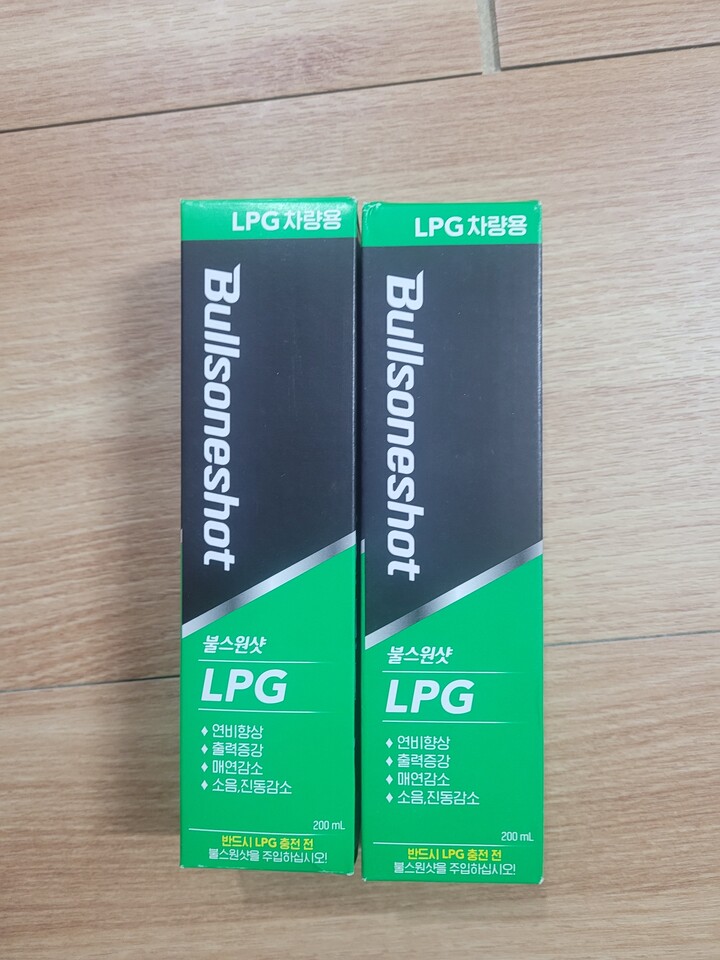 LPG 차량용
Bullsoneshot
불스원샷
LPG
♦ 연비향상
♦ 출력증강
♦ 매연감소
♦ 소음,진동감소
200 mL
반드시 LPG 충전 전
불스원샷을 주입하십시오!
LPG 차량용
Bullsoneshot
불스원샷
LPG
♦ 연비향상
♦ 출력증강
♦ 매연감소
♦ 소음,진동감소
200 mL
반드시 LPG 충전 전
불스원샷을 주입하십시오!